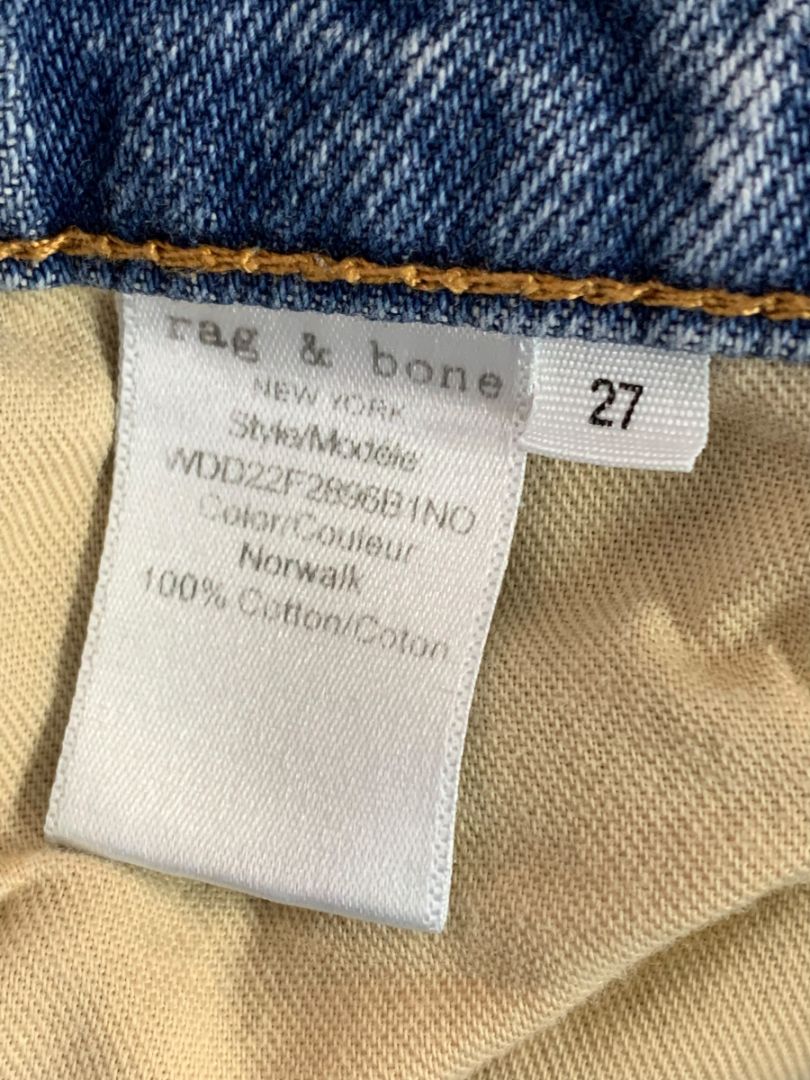 rag & bone
NEW YORK
Style/Modèle
WDD22F2896B1NO
Color/Couleur
Norwalk
100% Cotton/Coton
27